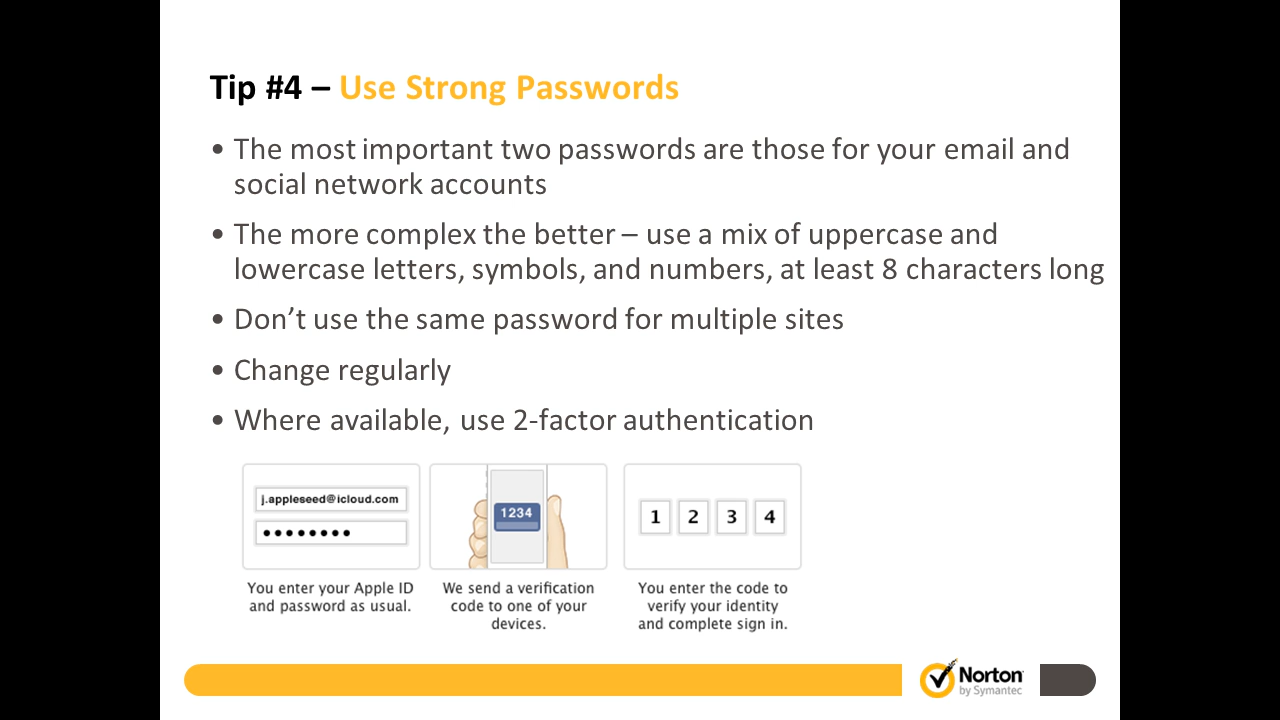 Tip #4 – Use Strong Passwords
• The most important two passwords are those for your email and
social network accounts
• The more complex the better – use a mix of uppercase and
lowercase letters, symbols, and numbers, at least 8 characters long
• Don’t use the same password for multiple sites
• Change regularly
• Where available, use 2-factor authentication
j.appleseed@icloud.com
••••••••
You enter your Apple ID
and password as usual.
1234
We send a verification
code to one of your
devices.
1 2 3 4
You enter the code to
verify your identity
and complete sign in.
Norton
by Symantec